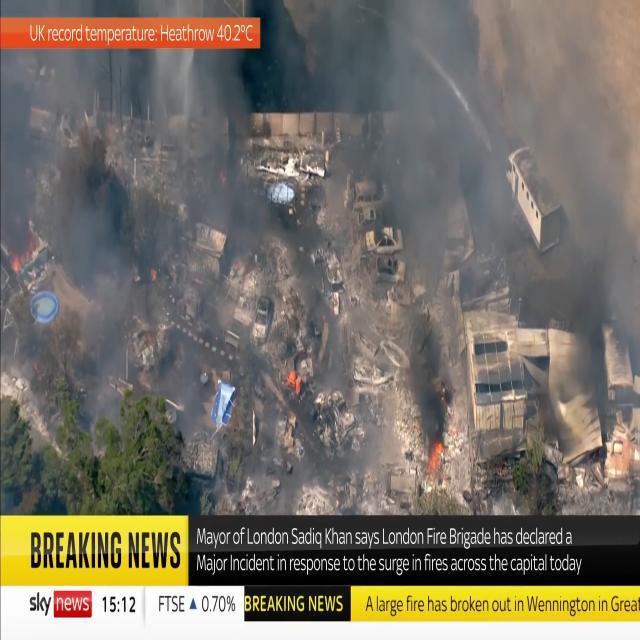 UK record temperature: Heathrow 40.2°C
BREAKING NEWS
Mayor of London Sadiq Khan says London Fire Brigade has declared a
Major Incident in response to the surge in fires across the capital today
sky news 15:12 FTSE ▲ 0.70% BREAKING NEWS A large fire has broken out in Wennington in Great